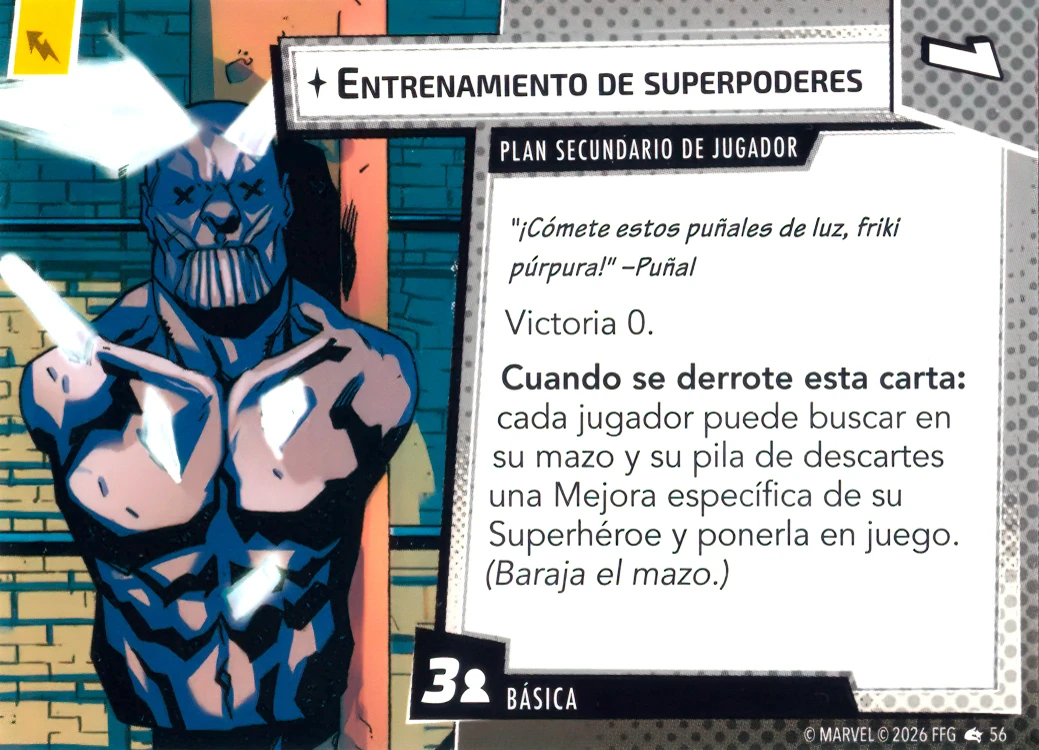 1
ENTRENAMIENTO DE SUPERPODERES
PLAN SECUNDARIO DE JUGADOR
"¡Cómete estos puñales de luz, friki
púrpura!" –Puñal
Victoria 0.
Cuando se derrote esta carta:
cada jugador puede buscar en
su mazo y su pila de descartes
una Mejora específica de su
Superhéroe y ponerla en juego.
(Baraja el mazo.)
3
BÁSICA
© MARVEL © 2026 FFG 56